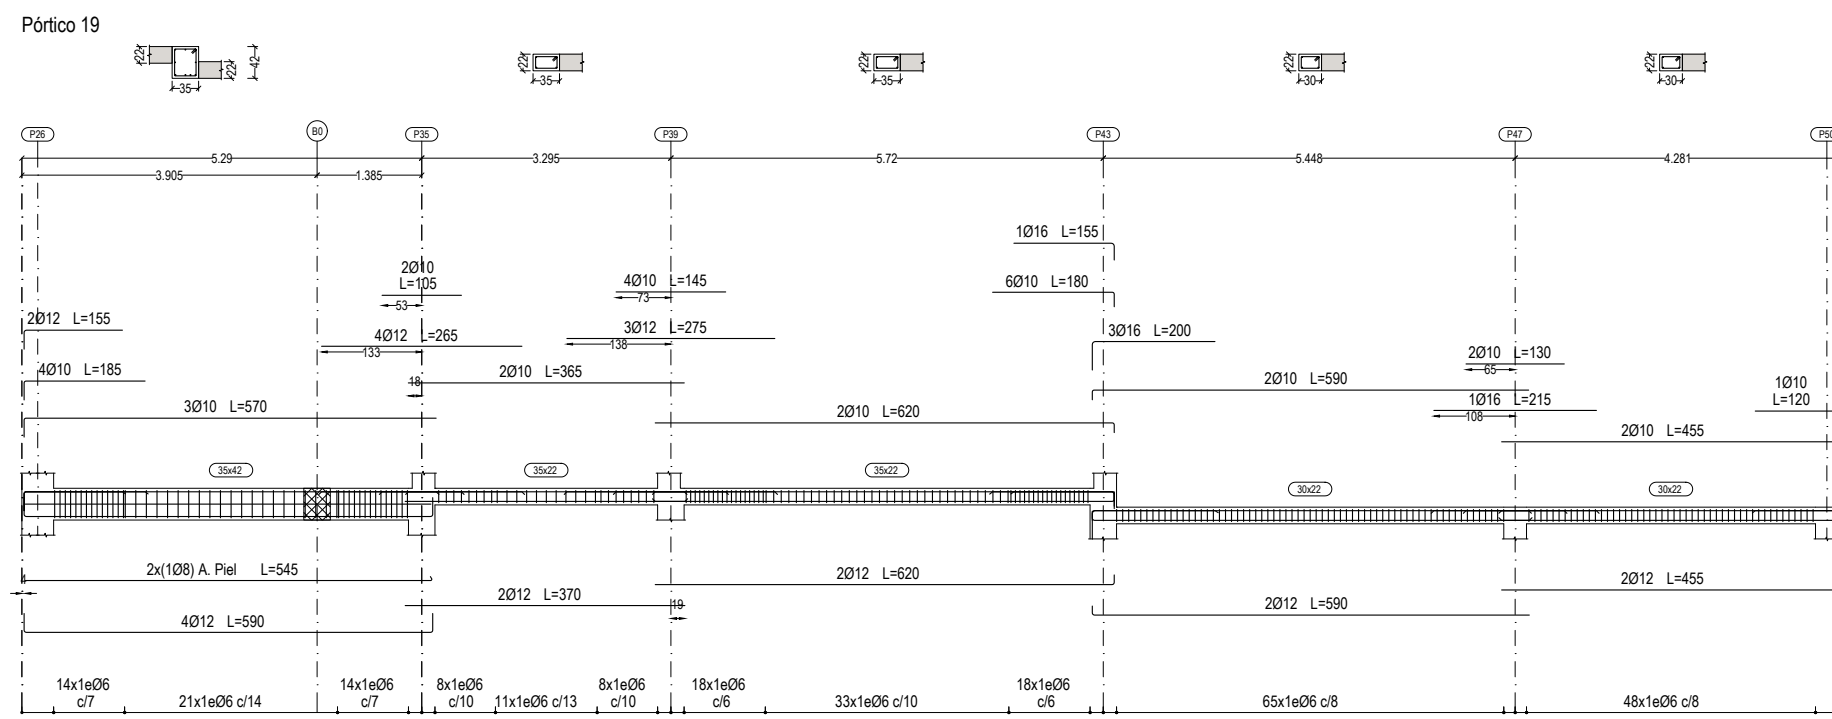 Pórtico 19
22
35
22
42
22
35
22
35
22
30
22
30
P26
B0
P35
P39
P43
P47
P50
5.29
3.295
5.72
5.448
4.281
3.905
1.385
1Ø16 L=155
2Ø10
L=105
53
4Ø10 L=145
73
6Ø10 L=180
2Ø12 L=155
4Ø12 L=265
133
3Ø12 L=275
138
3Ø16 L=200
2Ø10 L=130
65
4Ø10 L=185
18
2Ø10 L=365
2Ø10 L=590
1Ø10
L=120
3Ø10 L=570
2Ø10 L=620
1Ø16 L=215
108
2Ø10 L=455
35x42
35x22
35x22
30x22
30x22
2x(1Ø8) A. Piel L=545
2Ø12 L=620
2Ø12 L=455
2Ø12 L=370
19
2Ø12 L=590
4Ø12 L=590
14x1eØ6
c/7
21x1eØ6 c/14
14x1eØ6
c/7
8x1eØ6
c/10
11x1eØ6 c/13
8x1eØ6
c/10
18x1eØ6
c/6
33x1eØ6 c/10
18x1eØ6
c/6
65x1eØ6 c/8
48x1eØ6 c/8